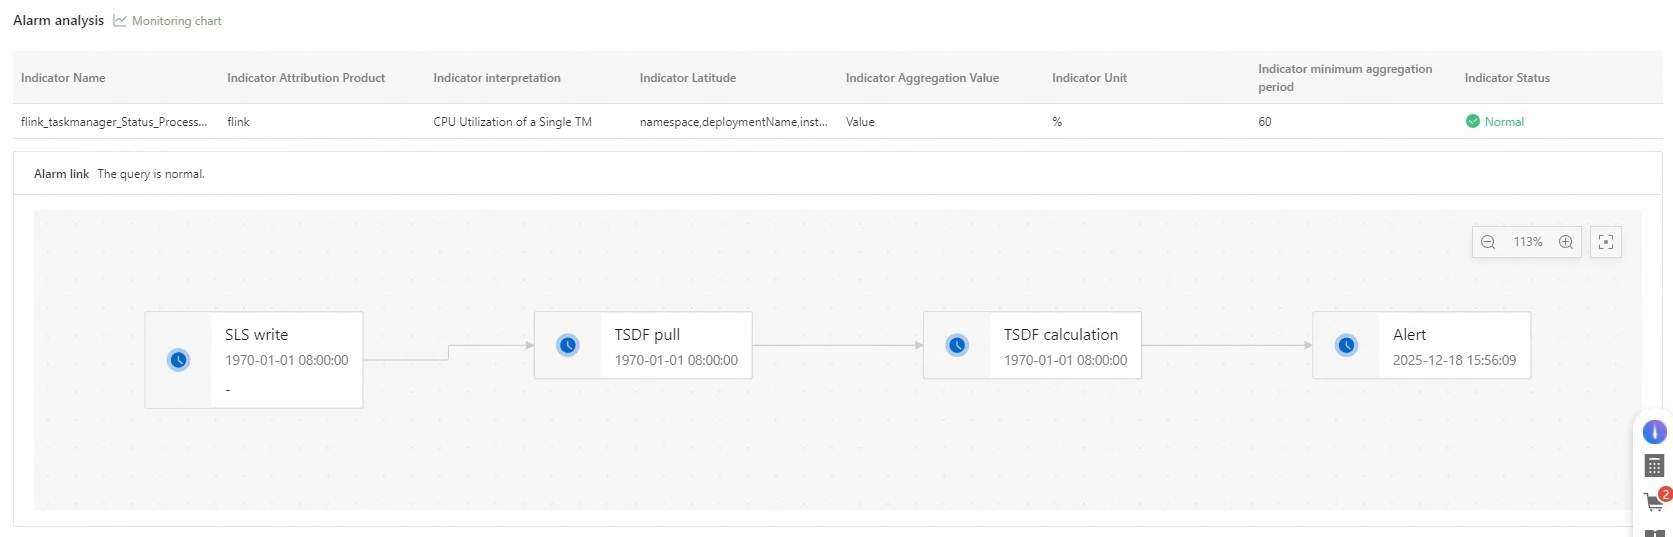 Alarm analysis Monitoring chart
Indicator Name Indicator Attribution Product Indicator interpretation Indicator Latitude Indicator Aggregation Value Indicator Unit Indicator minimum aggregation period Indicator Status
flink_taskmanager_Status_Process... flink CPU Utilization of a Single TM namespace,deploymentName,inst... Value % 60 Normal
Alarm link The query is normal.
113%
SLS write
1970-01-01 08:00:00
-
TSDF pull
1970-01-01 08:00:00
TSDF calculation
1970-01-01 08:00:00
Alert
2025-12-18 15:56:09
2